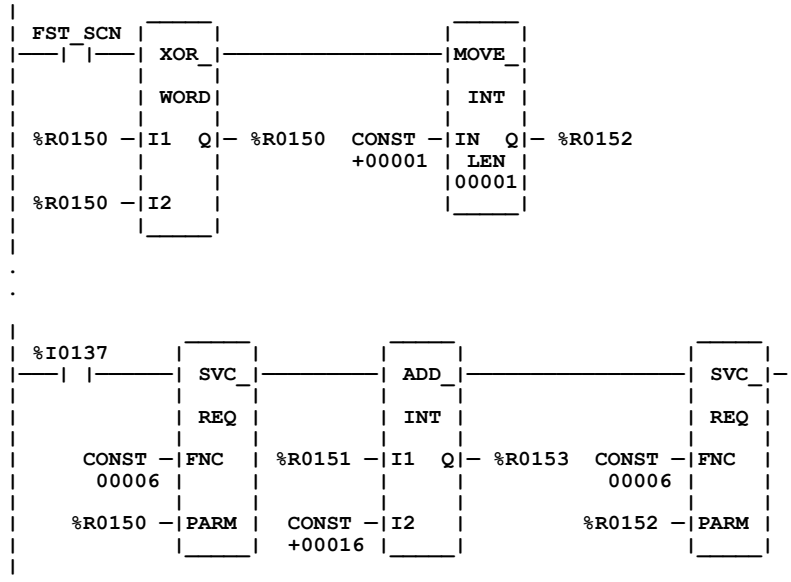 FST_SCN
XOR_ MOVE_
WORD INT
%R0150 I1 Q %R0150 CONST IN Q %R0152
+00001 LEN
00001
%R0150 I2
.
.
%I0137
SVC_ ADD_ SVC_
REQ INT REQ
CONST FNC %R0151 I1 Q %R0153 CONST FNC
00006 00006
%R0150 PARM CONST I2 %R0152 PARM
+00016